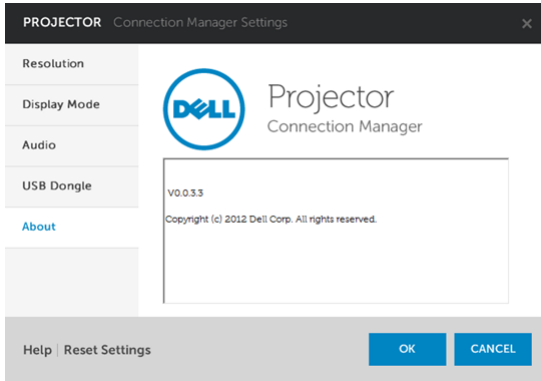 PROJECTOR Connection Manager Settings
Resolution
Display Mode
Audio
USB Dongle
About
DELL
Projector
Connection Manager
V0.0.3.3
Copyright (c) 2012 Dell Corp. All rights reserved.
Help | Reset Settings
OK
CANCEL